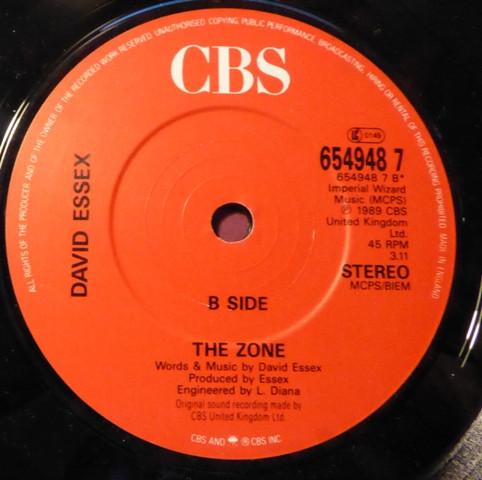 ALL RIGHTS OF THE PRODUCER AND OF THE OWNER OF THE RECORDED WORK RESERVED. UNAUTHORISED COPYING, PUBLIC PERFORMANCE, BROADCASTING, HIRING OR RENTAL OF THIS RECORDING PROHIBITED. MADE IN ENGLAND
CBS
DAVID ESSEX
LC 0149
654948 7
654948 7 B*
Imperial Wizard
Music (MCPS)
℗ 1989 CBS
United Kingdom
Ltd.
45 RPM
3.11
STEREO
MCPS/BIEM
B SIDE
THE ZONE
Words & Music by David Essex
Produced by Essex
Engineered by L. Diana
Original sound recording made by
CBS United Kingdom Ltd.
CBS AND ® CBS INC.